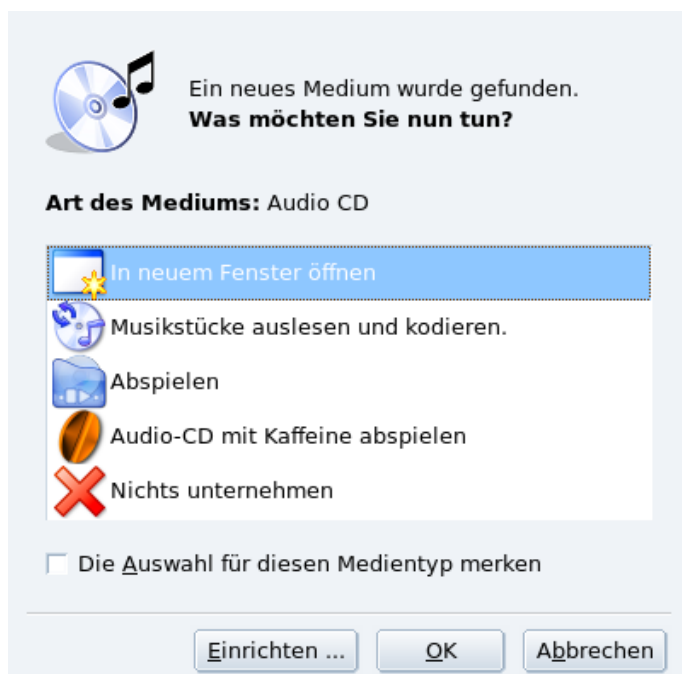 Ein neues Medium wurde gefunden.
Was möchten Sie nun tun?
Art des Mediums: Audio CD
In neuem Fenster öffnen
Musikstücke auslesen und kodieren.
Abspielen
Audio-CD mit Kaffeine abspielen
Nichts unternehmen
Die Auswahl für diesen Medientyp merken
Einrichten ... OK Abbrechen